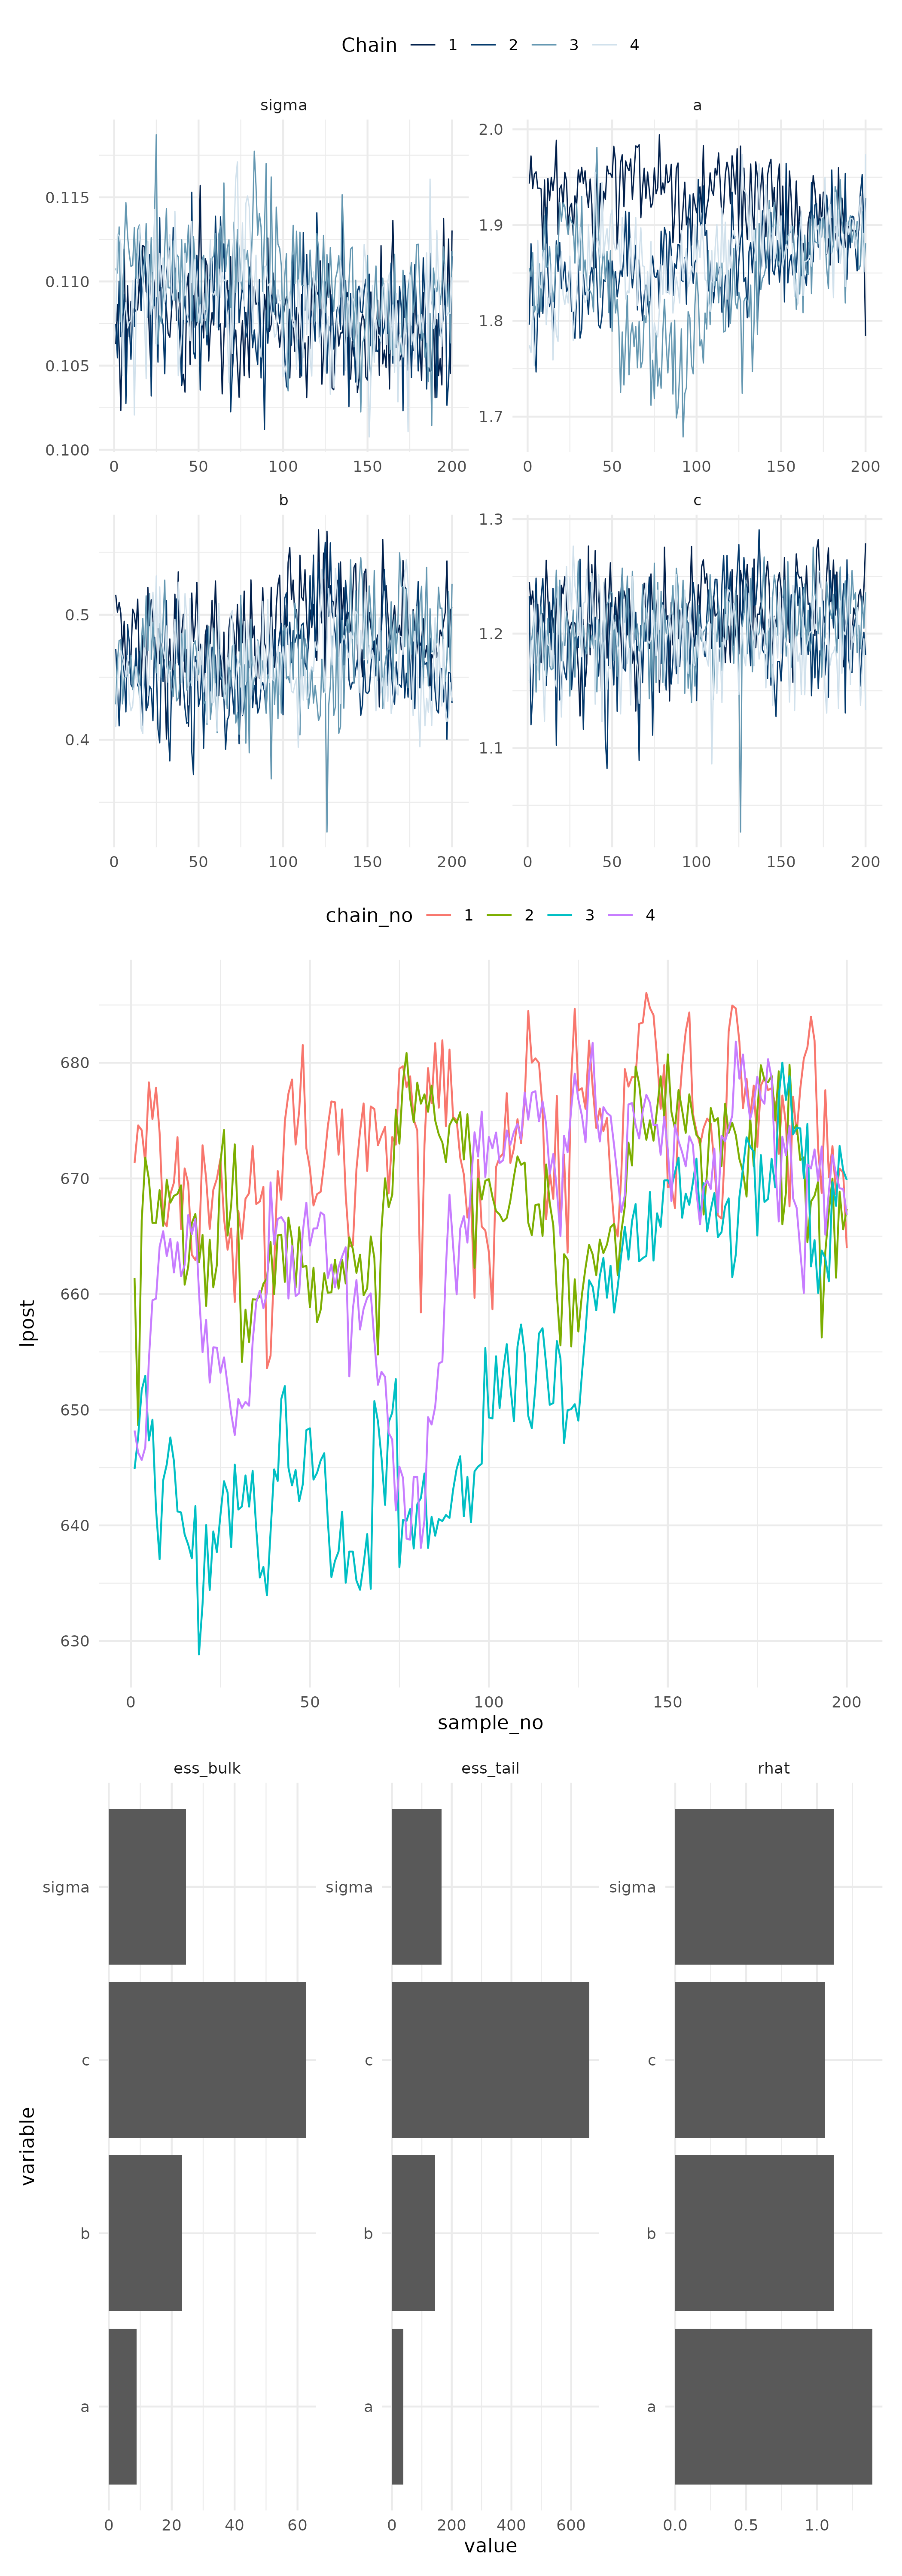 Chain 1 2 3 4
sigma a
0.115
0.110
0.105
0.100
2.0
1.9
1.8
1.7
0 50 100 150 200 0 50 100 150 200
b c
0.5
0.4
1.3
1.2
1.1
0 50 100 150 200 0 50 100 150 200
chain_no 1 2 3 4
680
670
660
650
640
630
lpost
0 50 100 150 200
sample_no
ess_bulk ess_tail rhat
sigma sigma sigma
c c c
b b b
a a a
variable
0 20 40 60 0 200 400 600 0.0 0.5 1.0
value